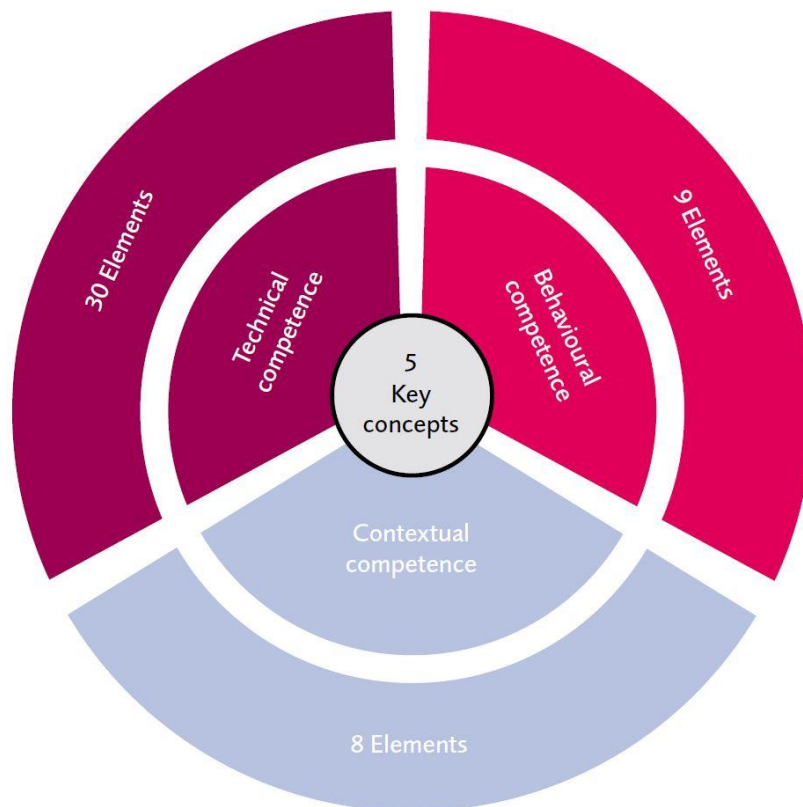 30 Elements
Technical
competence
9 Elements
Behavioural
competence
5
Key
concepts
Contextual
competence
8 Elements